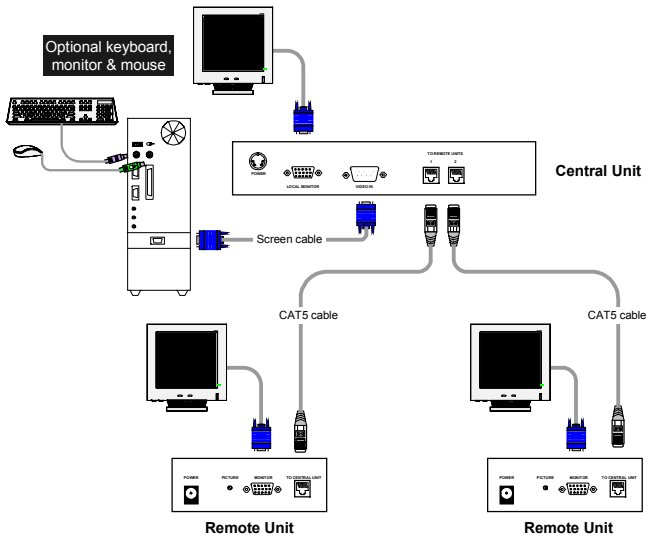 Optional keyboard,
monitor & mouse
TO REMOTE UNITS
1 2
POWER
LOCAL MONITOR
VIDEO IN
Central Unit
Screen cable
CAT5 cable
CAT5 cable
POWER PICTURE MONITOR TO CENTRAL UNIT
POWER PICTURE MONITOR TO CENTRAL UNIT
Remote Unit
Remote Unit